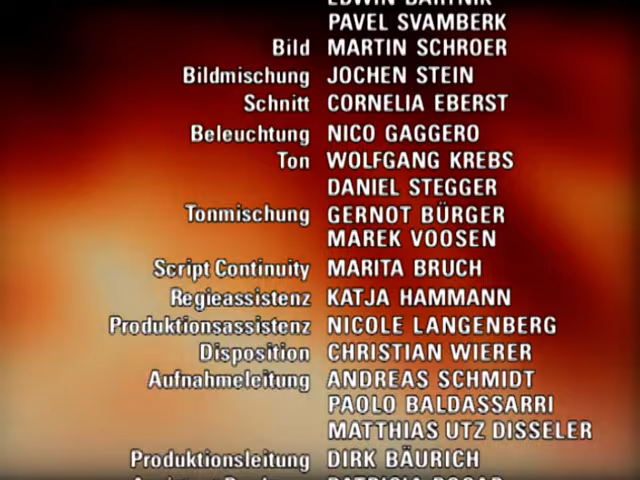 EDWIN BARTNIK
PAVEL SVAMBERK
Bild MARTIN SCHROER
Bildmischung JOCHEN STEIN
Schnitt CORNELIA EBERST
Beleuchtung NICO GAGGERO
Ton WOLFGANG KREBS
DANIEL STEGGER
Tonmischung GERNOT BÜRGER
MAREK VOOSEN
Script Continuity MARITA BRUCH
Regieassistenz KATJA HAMMANN
Produktionsassistenz NICOLE LANGENBERG
Disposition CHRISTIAN WIERER
Aufnahmeleitung ANDREAS SCHMIDT
PAOLO BALDASSARRI
MATTHIAS UTZ DISSELER
Produktionsleitung DIRK BÄURICH